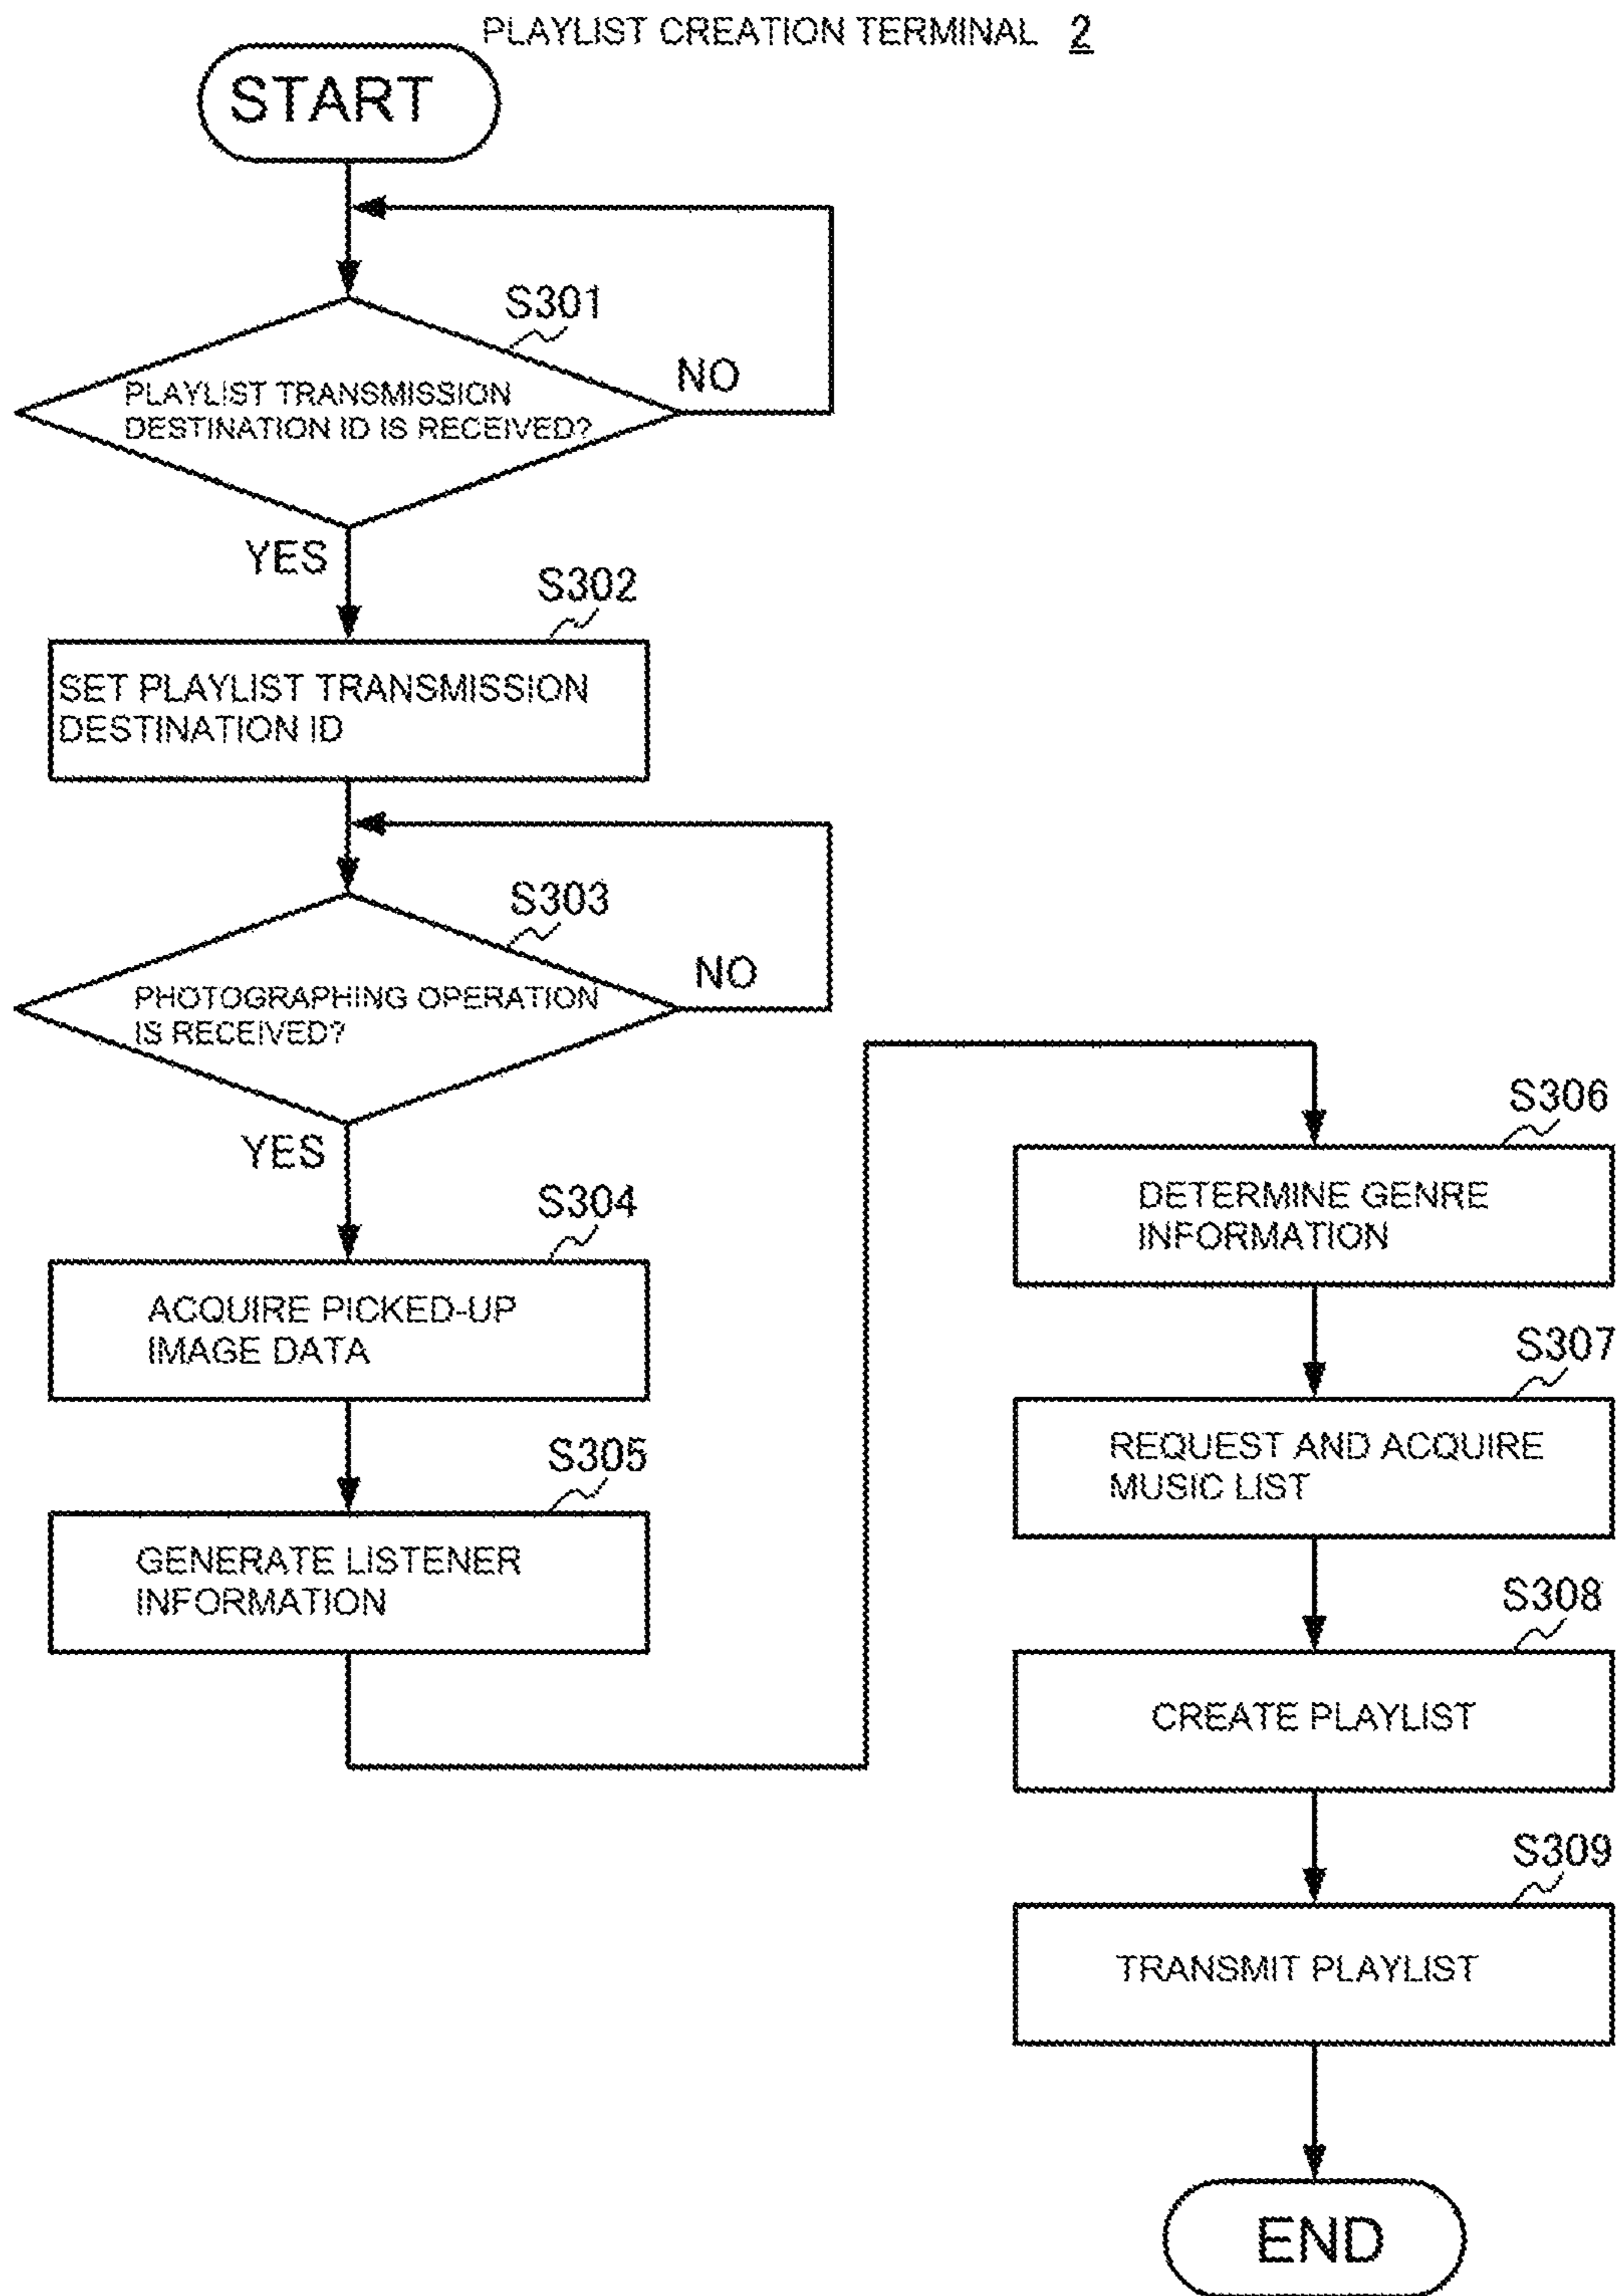 PLAYLIST CREATION TERMINAL 2
START
S301
PLAYLIST TRANSMISSION
DESTINATION ID IS RECEIVED?
NO
YES
S302
SET PLAYLIST TRANSMISSION
DESTINATION ID
S303
PHOTOGRAPHING OPERATION
IS RECEIVED?
NO
YES
S304
ACQUIRE PICKED-UP
IMAGE DATA
S305
GENERATE LISTENER
INFORMATION
S306
DETERMINE GENRE
INFORMATION
S307
REQUEST AND ACQUIRE
MUSIC LIST
S308
CREATE PLAYLIST
S309
TRANSMIT PLAYLIST
END